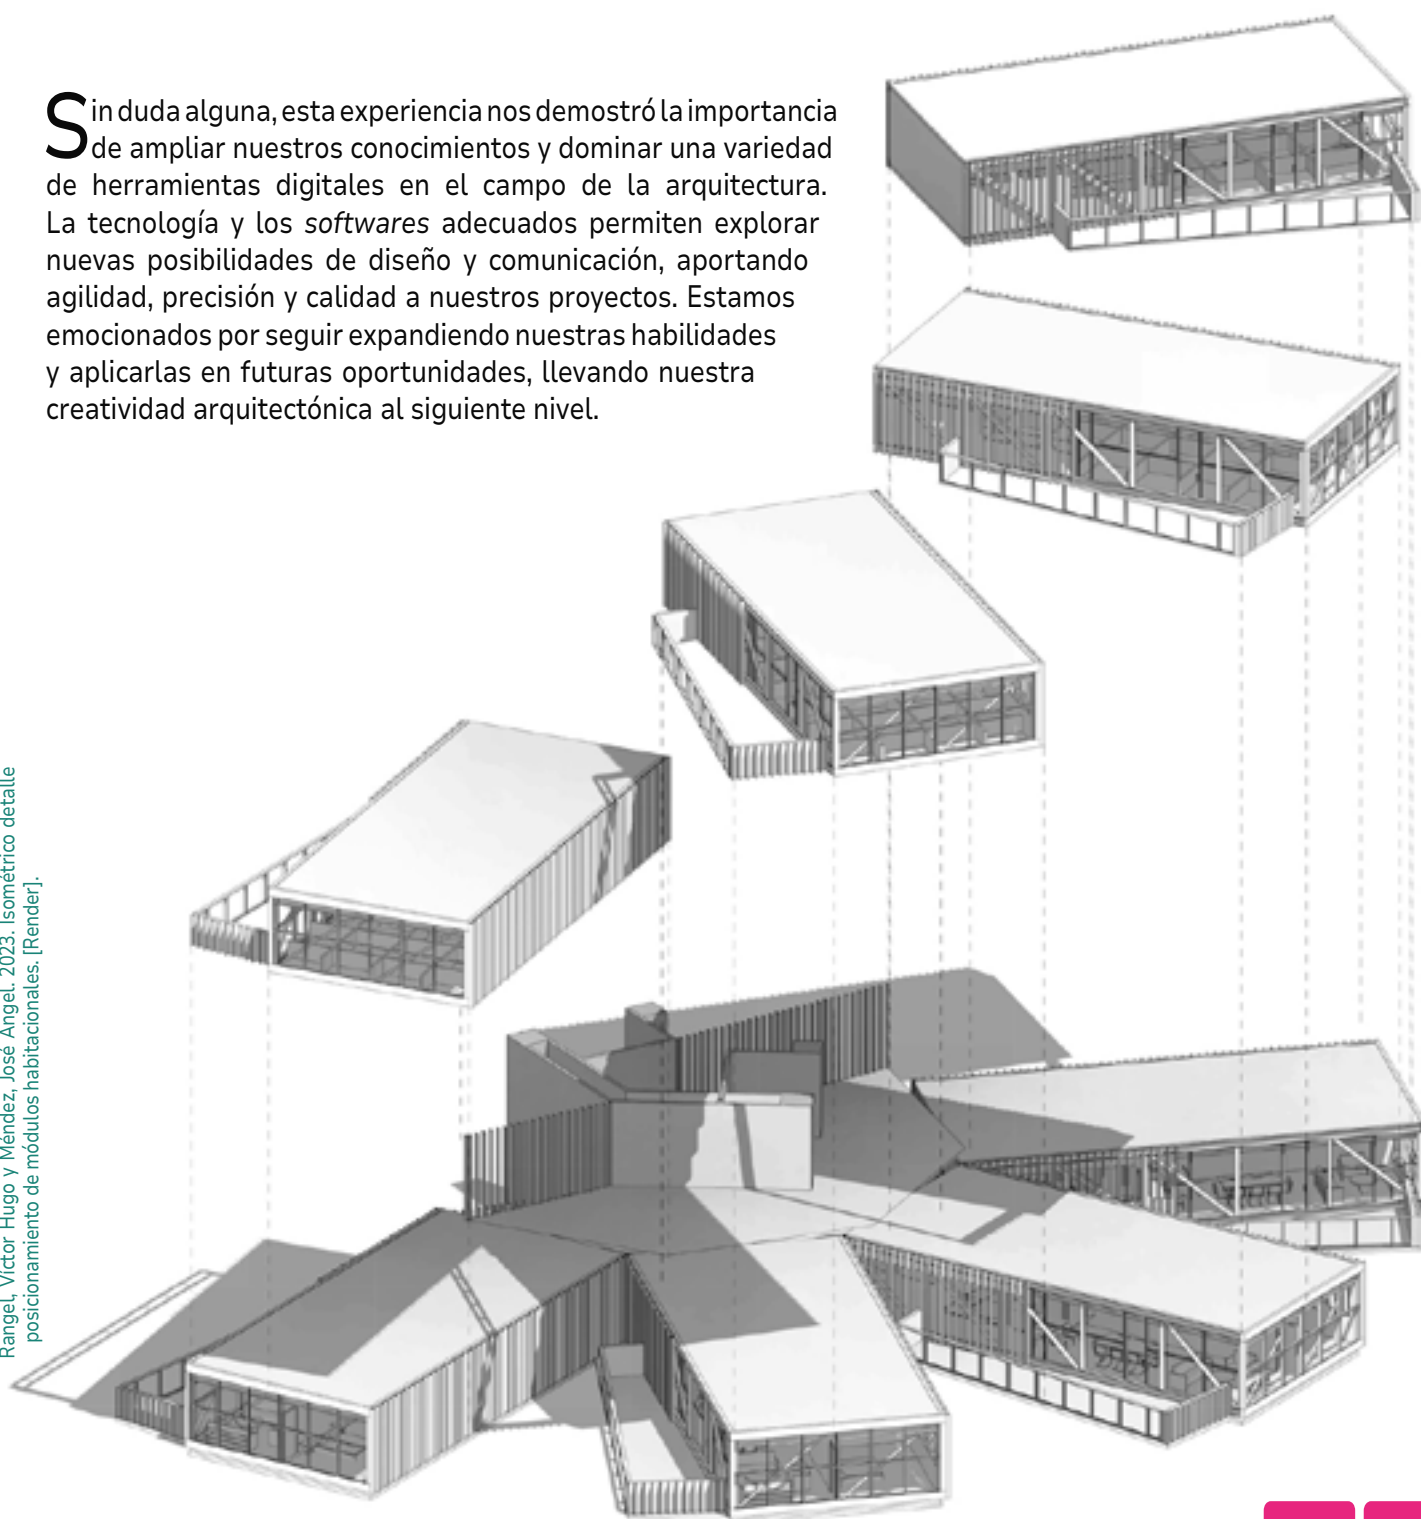 Sin duda alguna, esta experiencia nos demostró la importancia
de ampliar nuestros conocimientos y dominar una variedad
de herramientas digitales en el campo de la arquitectura.
La tecnología y los softwares adecuados permiten explorar
nuevas posibilidades de diseño y comunicación, aportando
agilidad, precisión y calidad a nuestros proyectos. Estamos
emocionados por seguir expandiendo nuestras habilidades
y aplicarlas en futuras oportunidades, llevando nuestra
creatividad arquitectónica al siguiente nivel.
Rangel, Víctor Hugo y Méndez, José Ángel. 2023. Isométrico detalle
posicionamiento de módulos habitacionales. [Render].